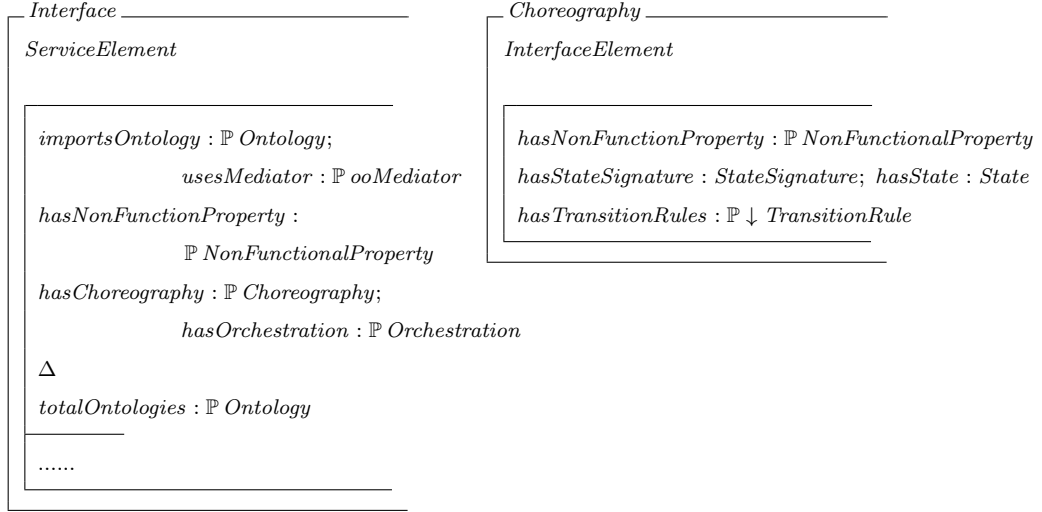 Interface
ServiceElement
importsOntology : ℙ Ontology;
usesMediator : ℙ ooMediator
hasNonFunctionProperty :
ℙ NonFunctionalProperty
hasChoreography : ℙ Choreography;
hasOrchestration : ℙ Orchestration
Δ
totalOntologies : ℙ Ontology
......
Choreography
InterfaceElement
hasNonFunctionProperty : ℙ NonFunctionalProperty
hasStateSignature : StateSignature; hasState : State
hasTransitionRules : ℙ ↓ TransitionRule